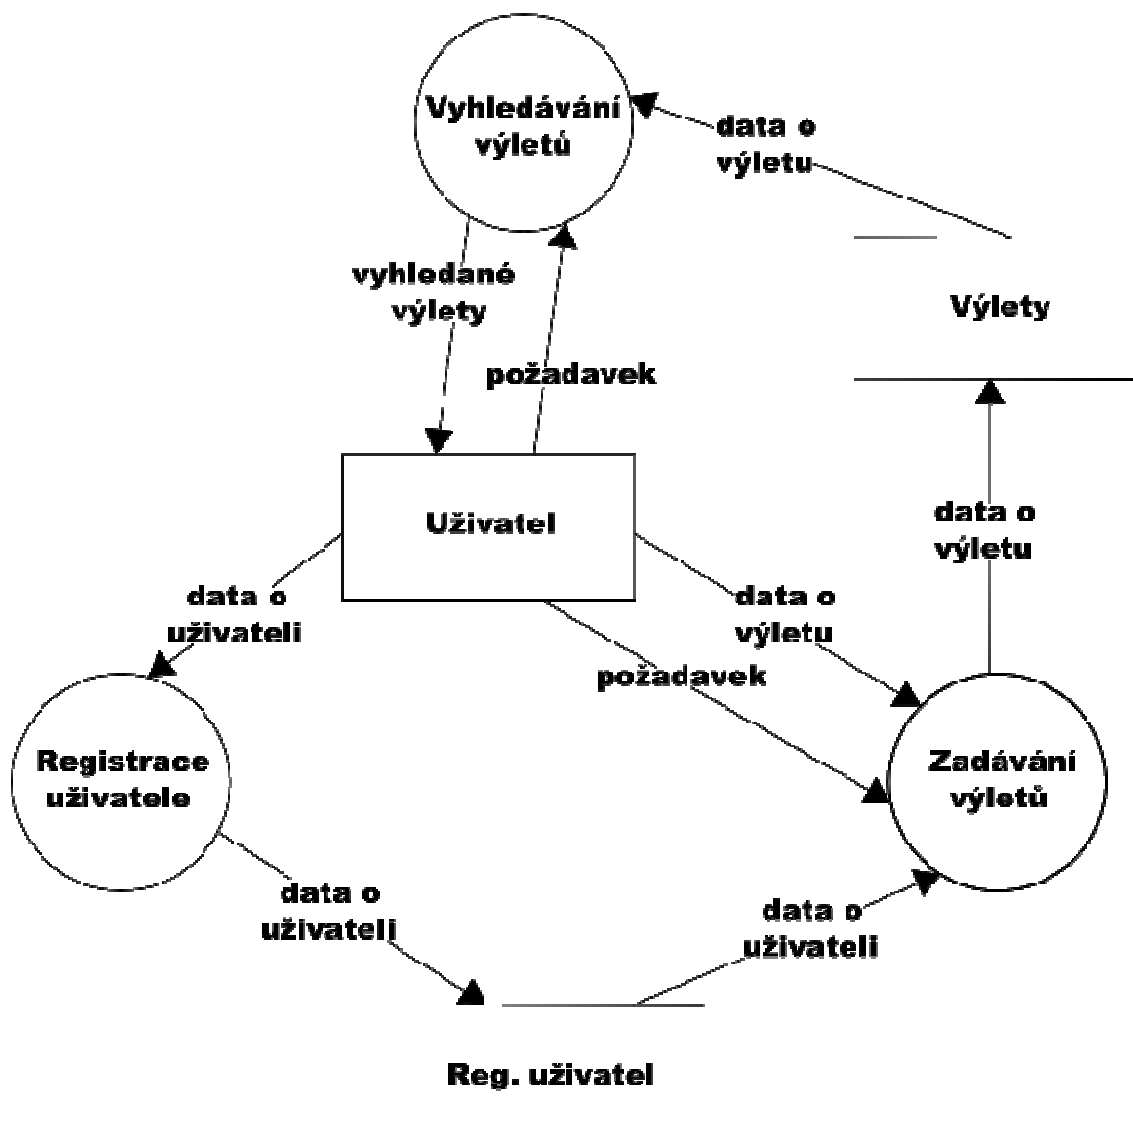 Vyhledávání
výletů
data o
výletu
vyhledané
výlety
Výlety
požadavek
Uživatel
data o
výletu
data o
uživateli
data o
výletu
požadavek
Registrace
uživatele
Zadávání
výletů
data o
uživateli
data o
uživateli
Reg. uživatel